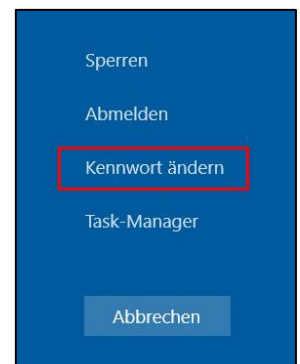 Sperren
Abmelden
Kennwort ändern
Task-Manager
Abbrechen